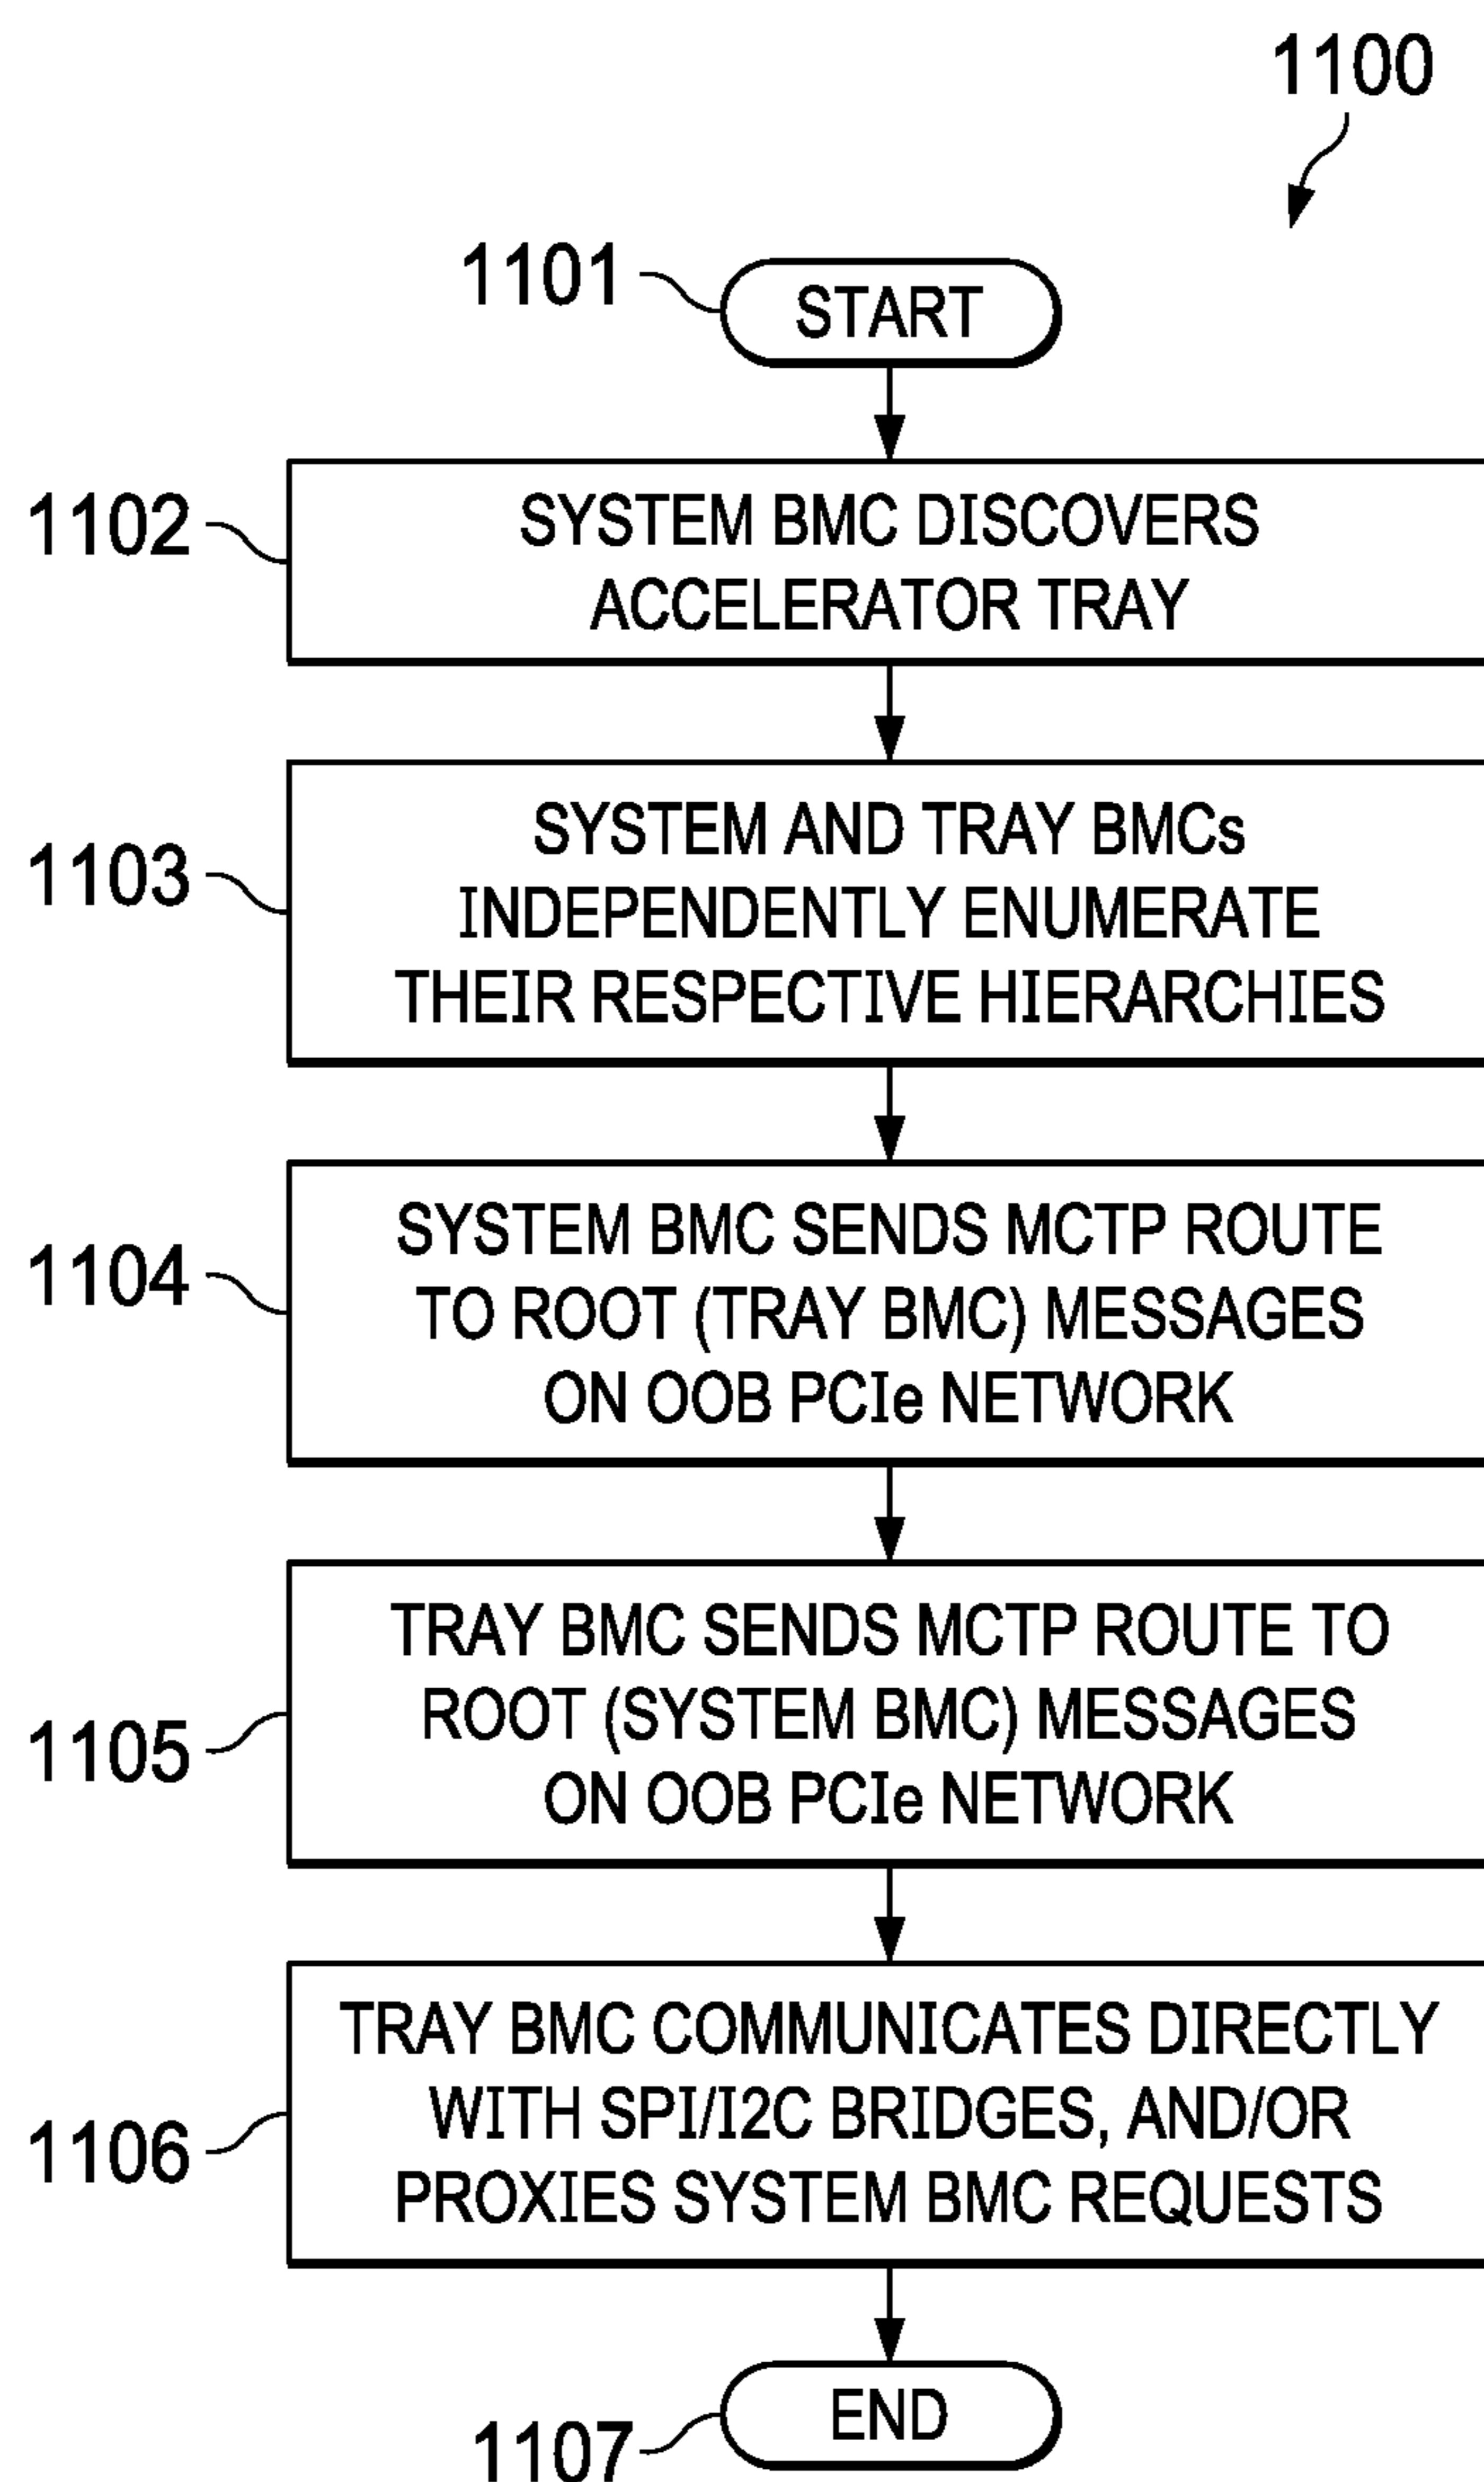 1100
1101
START
1102
SYSTEM BMC DISCOVERS
ACCELERATOR TRAY
1103
SYSTEM AND TRAY BMCs
INDEPENDENTLY ENUMERATE
THEIR RESPECTIVE HIERARCHIES
1104
SYSTEM BMC SENDS MCTP ROUTE
TO ROOT (TRAY BMC) MESSAGES
ON OOB PCIe NETWORK
1105
TRAY BMC SENDS MCTP ROUTE TO
ROOT (SYSTEM BMC) MESSAGES
ON OOB PCIe NETWORK
1106
TRAY BMC COMMUNICATES DIRECTLY
WITH SPI/I2C BRIDGES, AND/OR
PROXIES SYSTEM BMC REQUESTS
1107
END